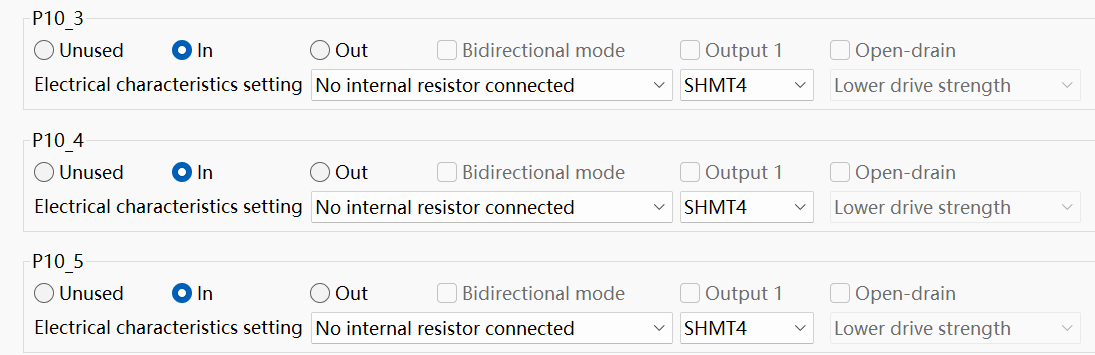 P10_3
Unused In Out Bidirectional mode Output 1 Open-drain
Electrical characteristics setting No internal resistor connected SHMT4 Lower drive strength
P10_4
Unused In Out Bidirectional mode Output 1 Open-drain
Electrical characteristics setting No internal resistor connected SHMT4 Lower drive strength
P10_5
Unused In Out Bidirectional mode Output 1 Open-drain
Electrical characteristics setting No internal resistor connected SHMT4 Lower drive strength